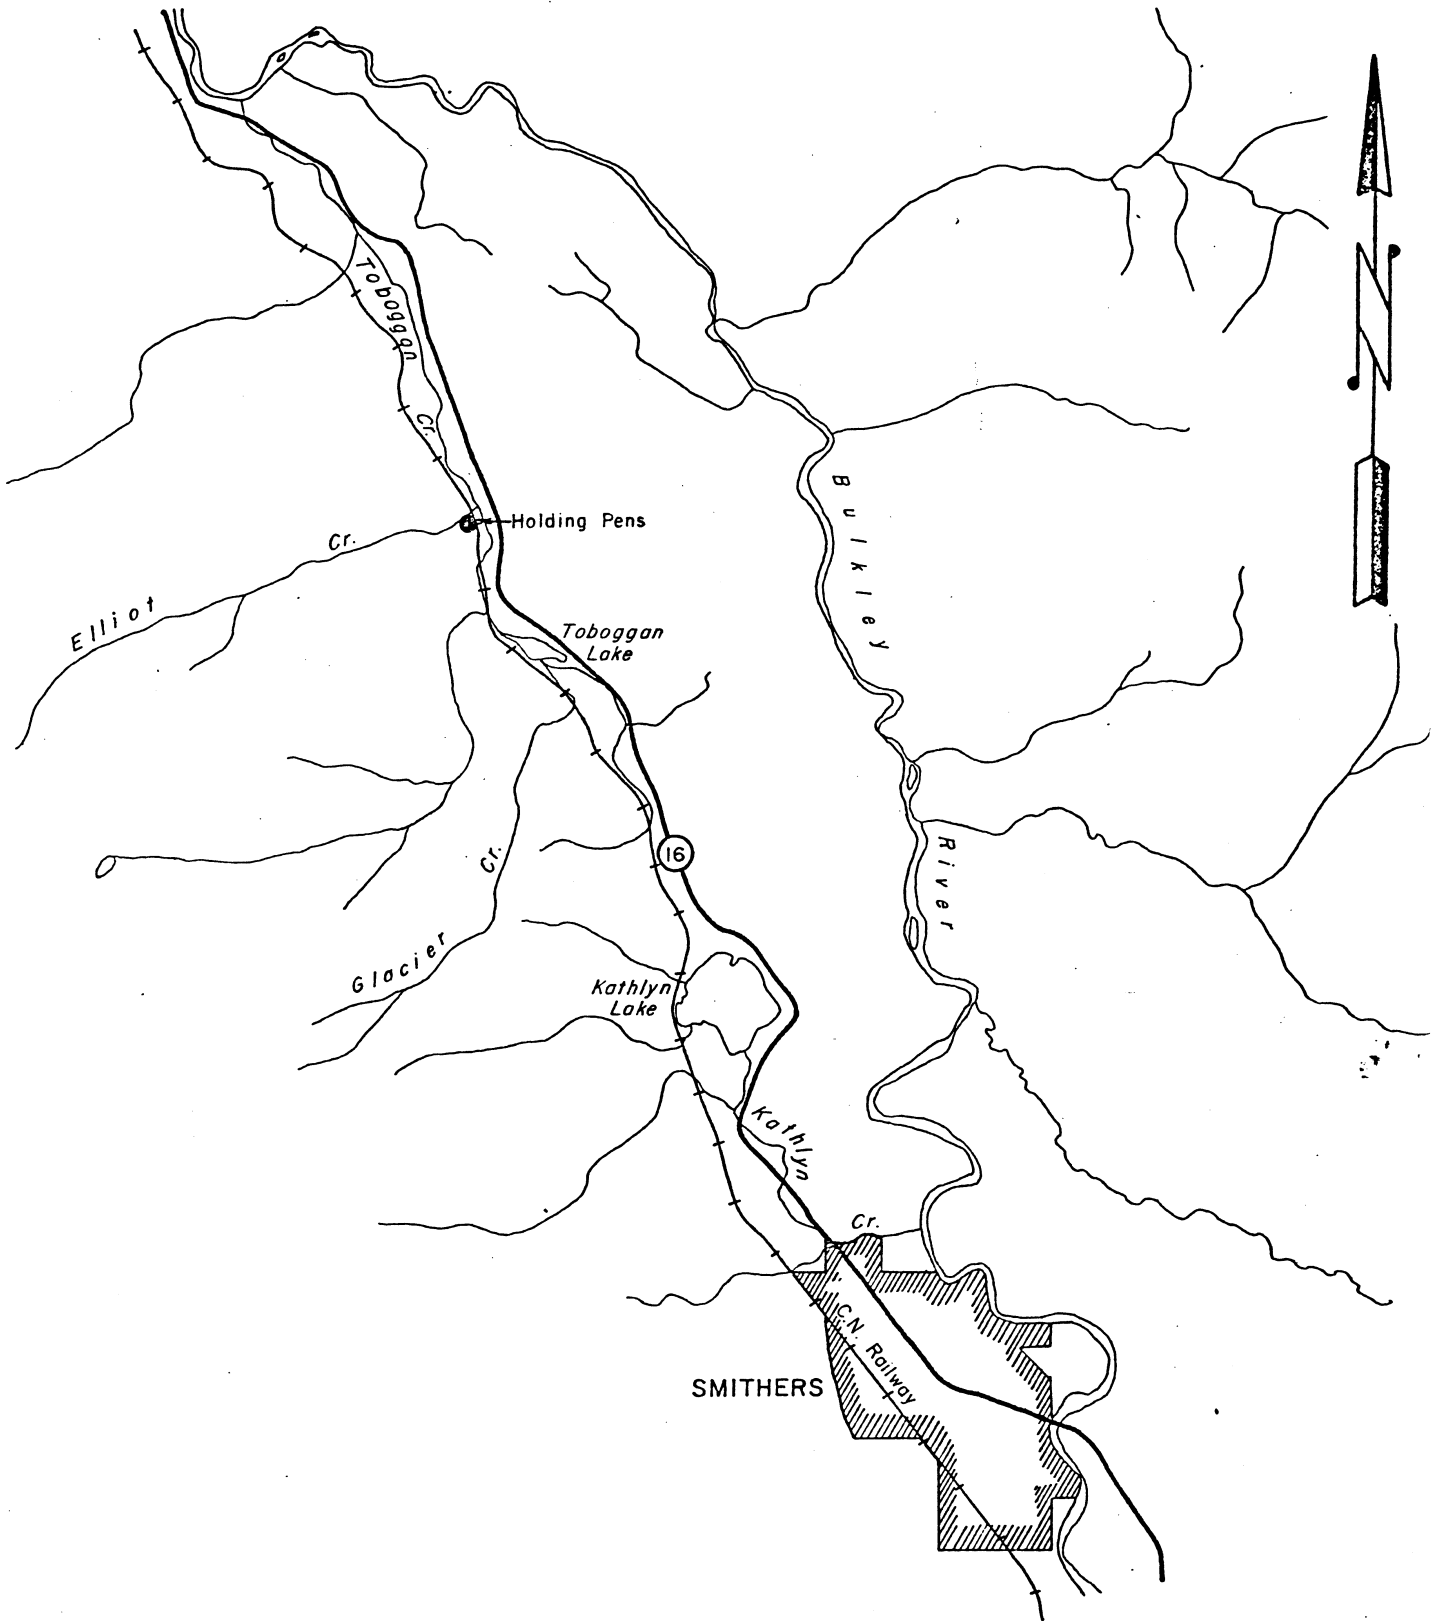 Toboggan
Cr.
Bulkley
River
Holding Pens
Elliot
Cr.
Toboggan
Lake
16
Glacier
Cr.
Kathlyn
Lake
Kathlyn
Cr.
C.N. Railway
SMITHERS
N